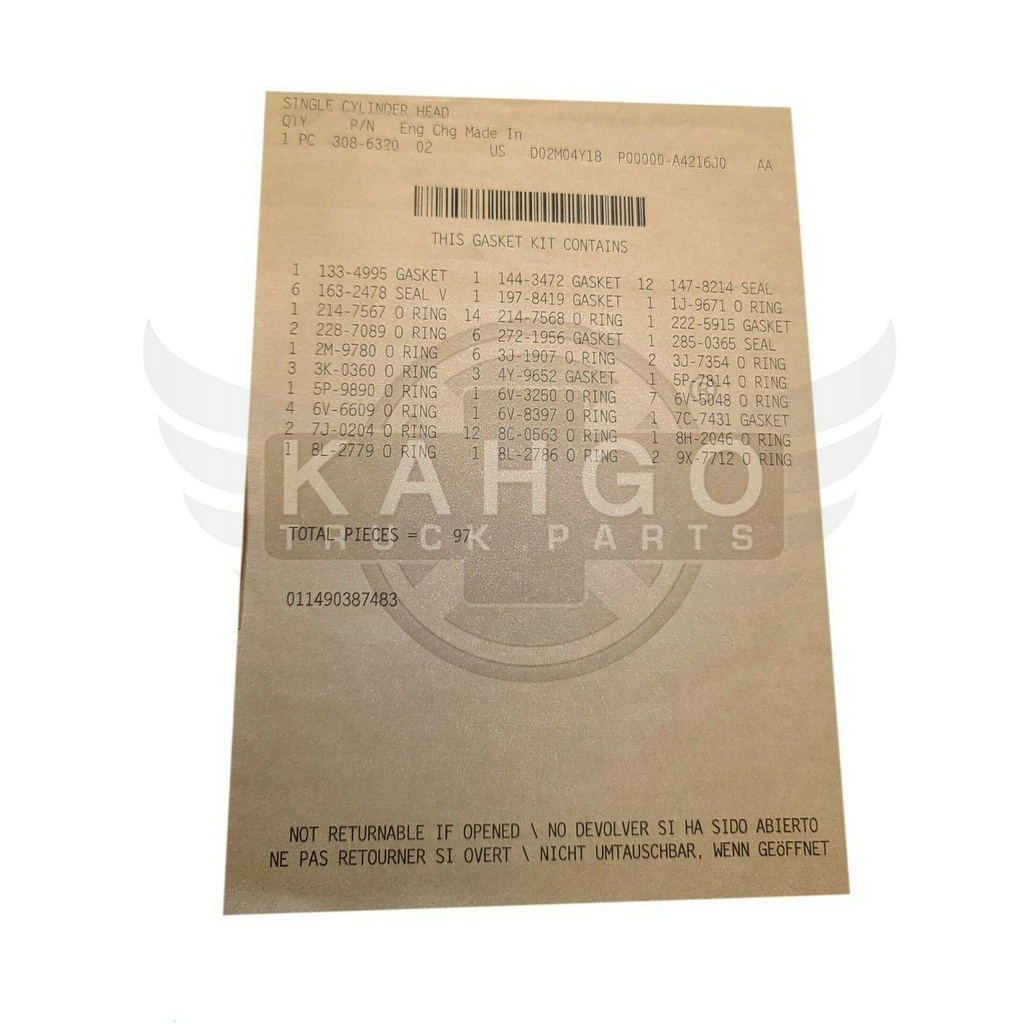 SINGLE CYLINDER HEAD
QTY P/N Eng Chg Made In
1 PC 308-6320 02 US D02M04Y18 P00000-A4216J0 AA
THIS GASKET KIT CONTAINS
1 133-4995 GASKET 1 144-3472 GASKET 12 147-8214 SEAL
6 163-2478 SEAL V 1 197-8419 GASKET 1 1J-9671 O RING
1 214-7567 O RING 14 214-7568 O RING 1 222-5915 GASKET
2 228-7089 O RING 6 272-1956 GASKET 1 285-0365 SEAL
1 2M-9780 O RING 6 3J-1907 O RING 2 3J-7354 O RING
3 3K-0360 O RING 3 4Y-9652 GASKET 1 5P-7814 O RING
1 5P-9890 O RING 1 6V-3250 O RING 7 6V-5048 O RING
4 6V-6609 O RING 1 6V-8397 O RING 1 7C-7431 GASKET
2 7J-0204 O RING 12 8C-0563 O RING 1 8H-2046 O RING
1 8L-2779 O RING 1 8L-2786 O RING 2 9X-7712 O RING
KAHGO
®
TRUCK PARTS
TOTAL PIECES = 97
011490387483
NOT RETURNABLE IF OPENED \ NO DEVOLVER SI HA SIDO ABIERTO
NE PAS RETOURNER SI OVERT \ NICHT UMTAUSCHBAR, WENN GEöFFNET